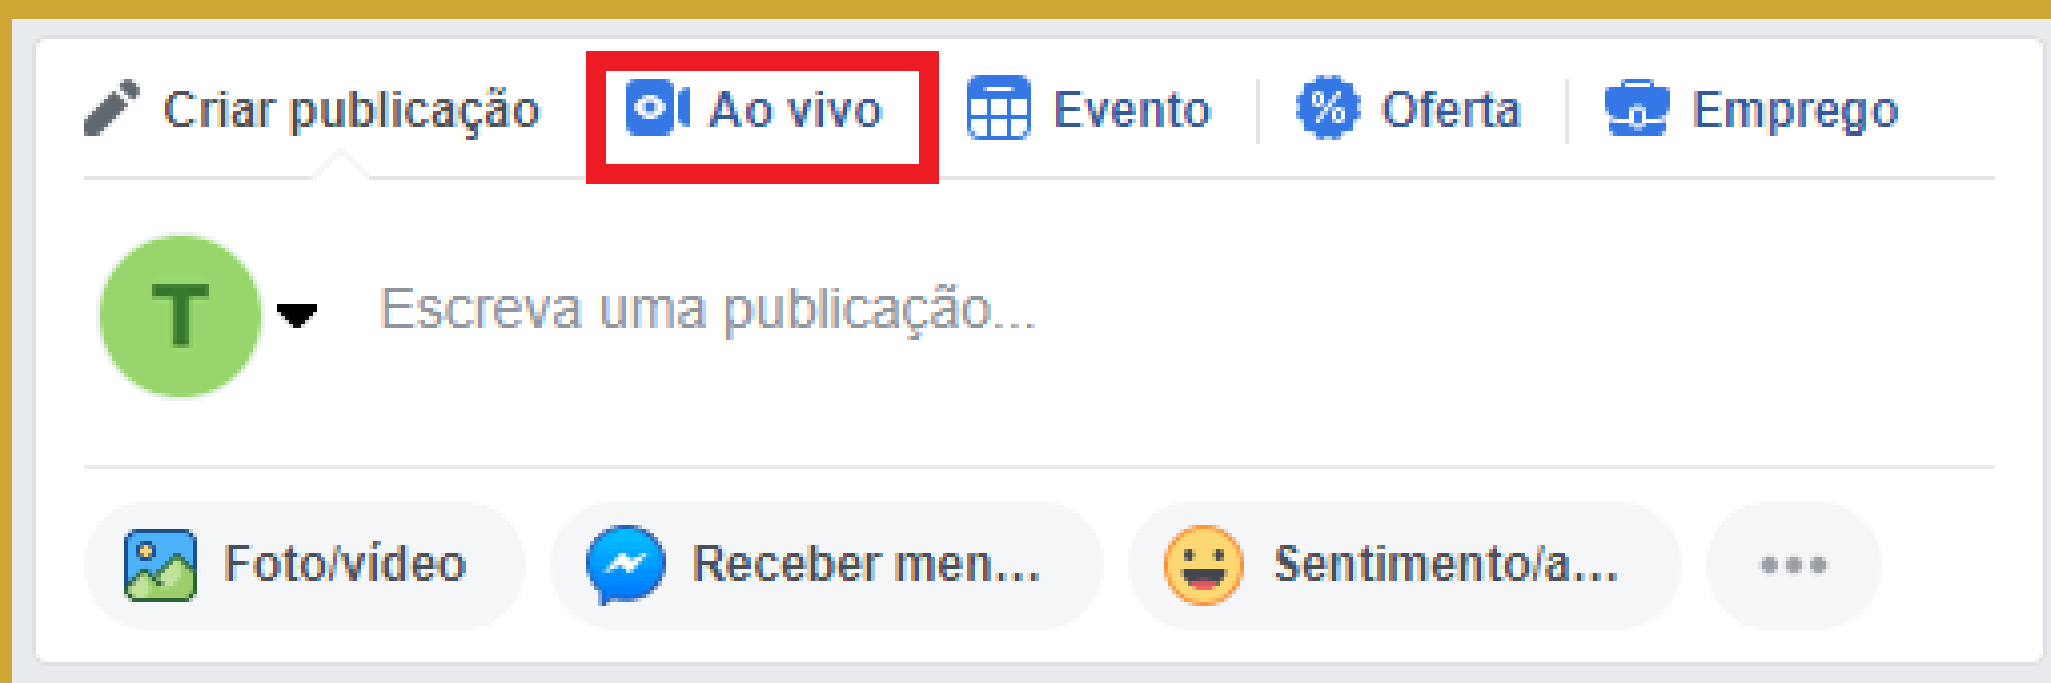 Criar publicação Ao vivo Evento % Oferta Emprego
T Escreva uma publicação...
Foto/vídeo Receber men... Sentimento/a...